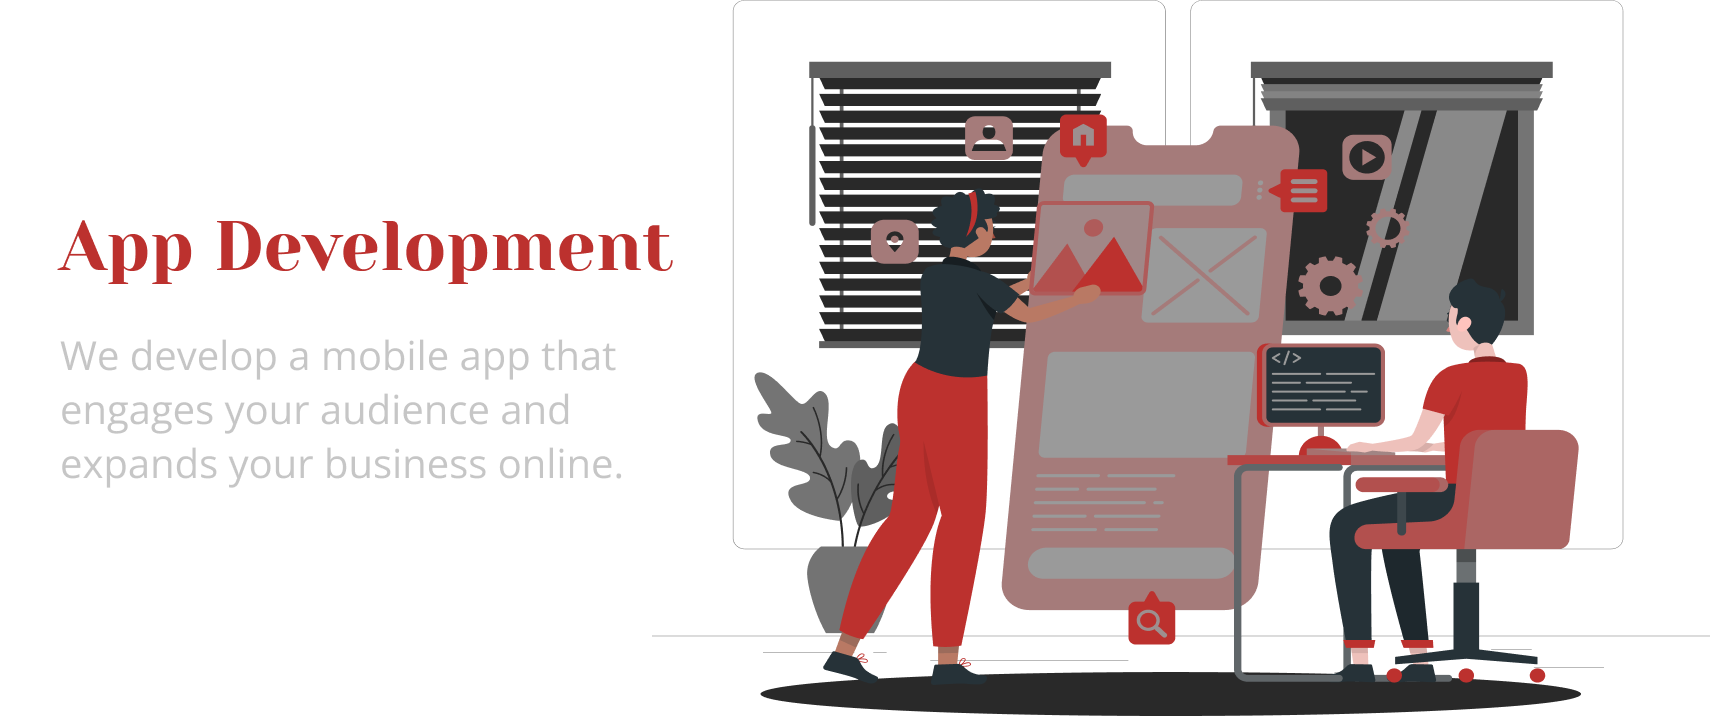 App Development
We develop a mobile app that
engages your audience and
expands your business online.
</>